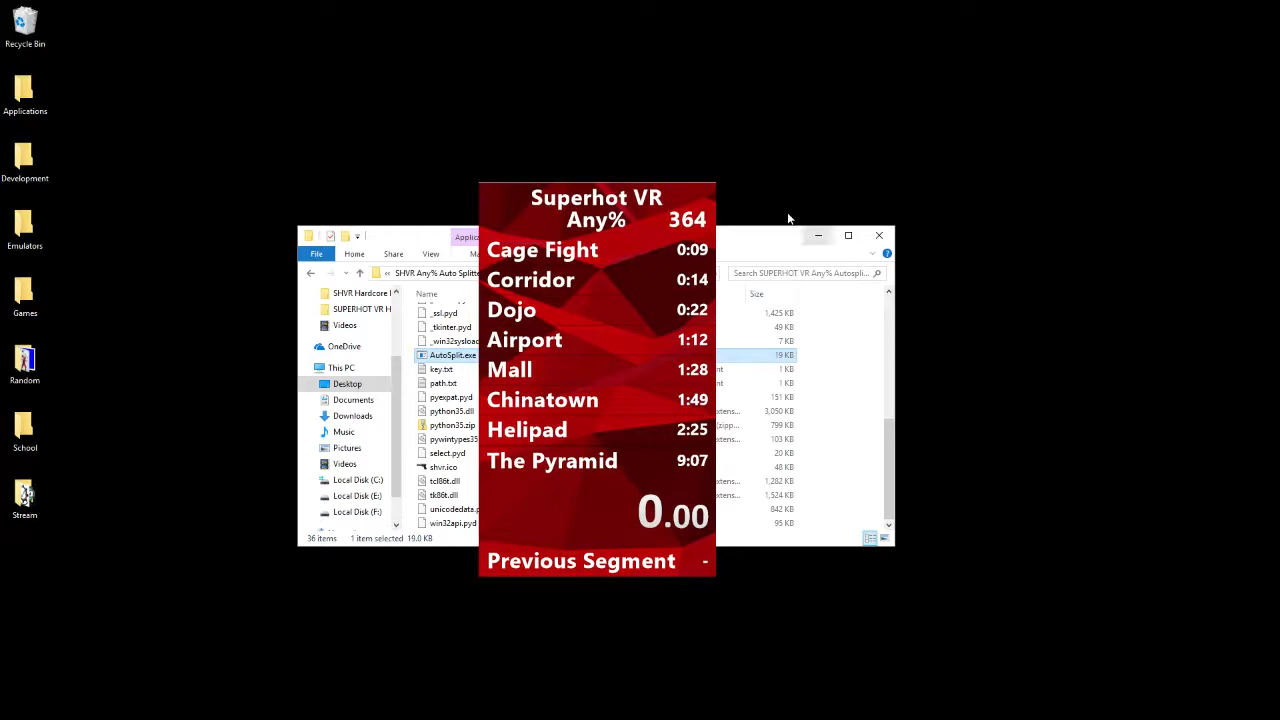 Recycle Bin
Applications
Development
Emulators
Games
Random
School
Stream
File
Home
Share
View
SHVR Any% Auto Splitte
Search SUPERHOT VR Any% Autospli...
SHVR Hardcore
SUPERHOT VR H
Videos
OneDrive
This PC
Desktop
Documents
Downloads
Music
Pictures
Videos
Local Disk (C:)
Local Disk (E:)
Local Disk (F:)
Name
Size
_ssl.pyd
1,425 KB
_tkinter.pyd
49 KB
_win32sysload
7 KB
AutoSplit.exe
19 KB
key.txt
1 KB
path.txt
1 KB
pyexpat.pyd
151 KB
python35.dll
3,050 KB
python35.zip
799 KB
pywintypes35
103 KB
select.pyd
20 KB
shvr.ico
48 KB
tcl86t.dll
1,282 KB
tk86t.dll
1,524 KB
unicodedata.p
842 KB
win32api.pyd
95 KB
36 items 1 item selected 19.0 KB
Superhot VR
Any% 364
Cage Fight 0:09
Corridor 0:14
Dojo 0:22
Airport 1:12
Mall 1:28
Chinatown 1:49
Helipad 2:25
The Pyramid 9:07
0.00
Previous Segment -